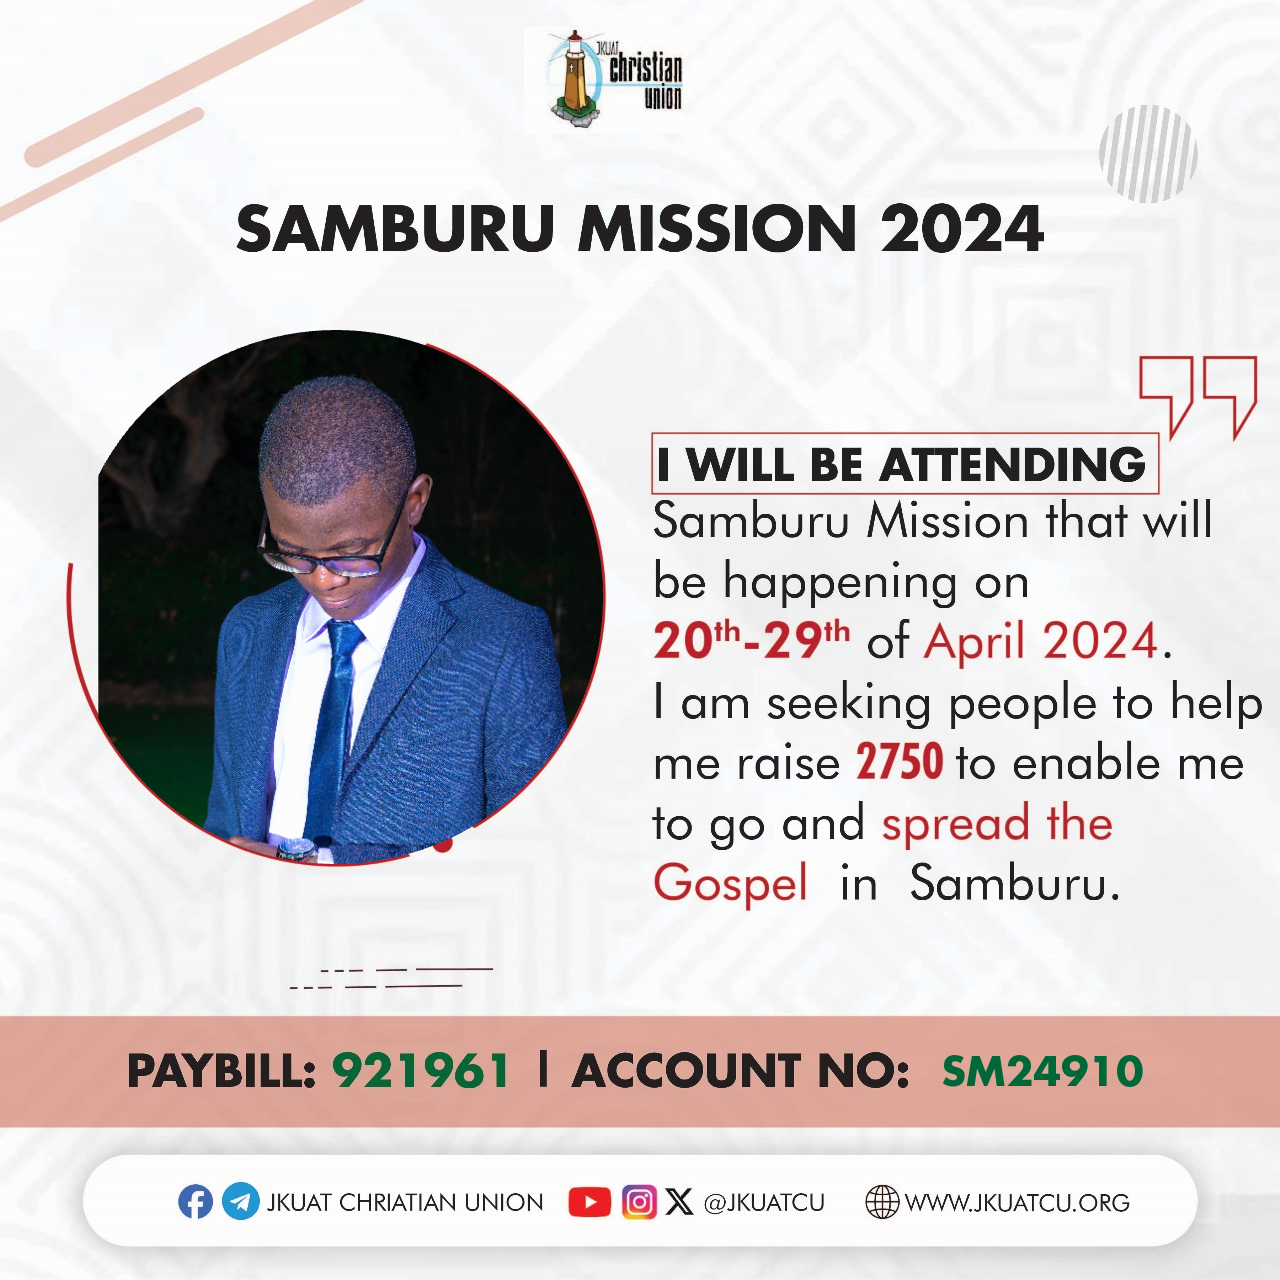 JKUAT
christian
union
SAMBURU MISSION 2024
I WILL BE ATTENDING
Samburu Mission that will
be happening on
20th-29th of April 2024.
I am seeking people to help
me raise 2750 to enable me
to go and spread the
Gospel in Samburu.
PAYBILL: 921961 | ACCOUNT NO: SM24910
JKUAT CHRIATIAN UNION @JKUATCU WWW.JKUATCU.ORG